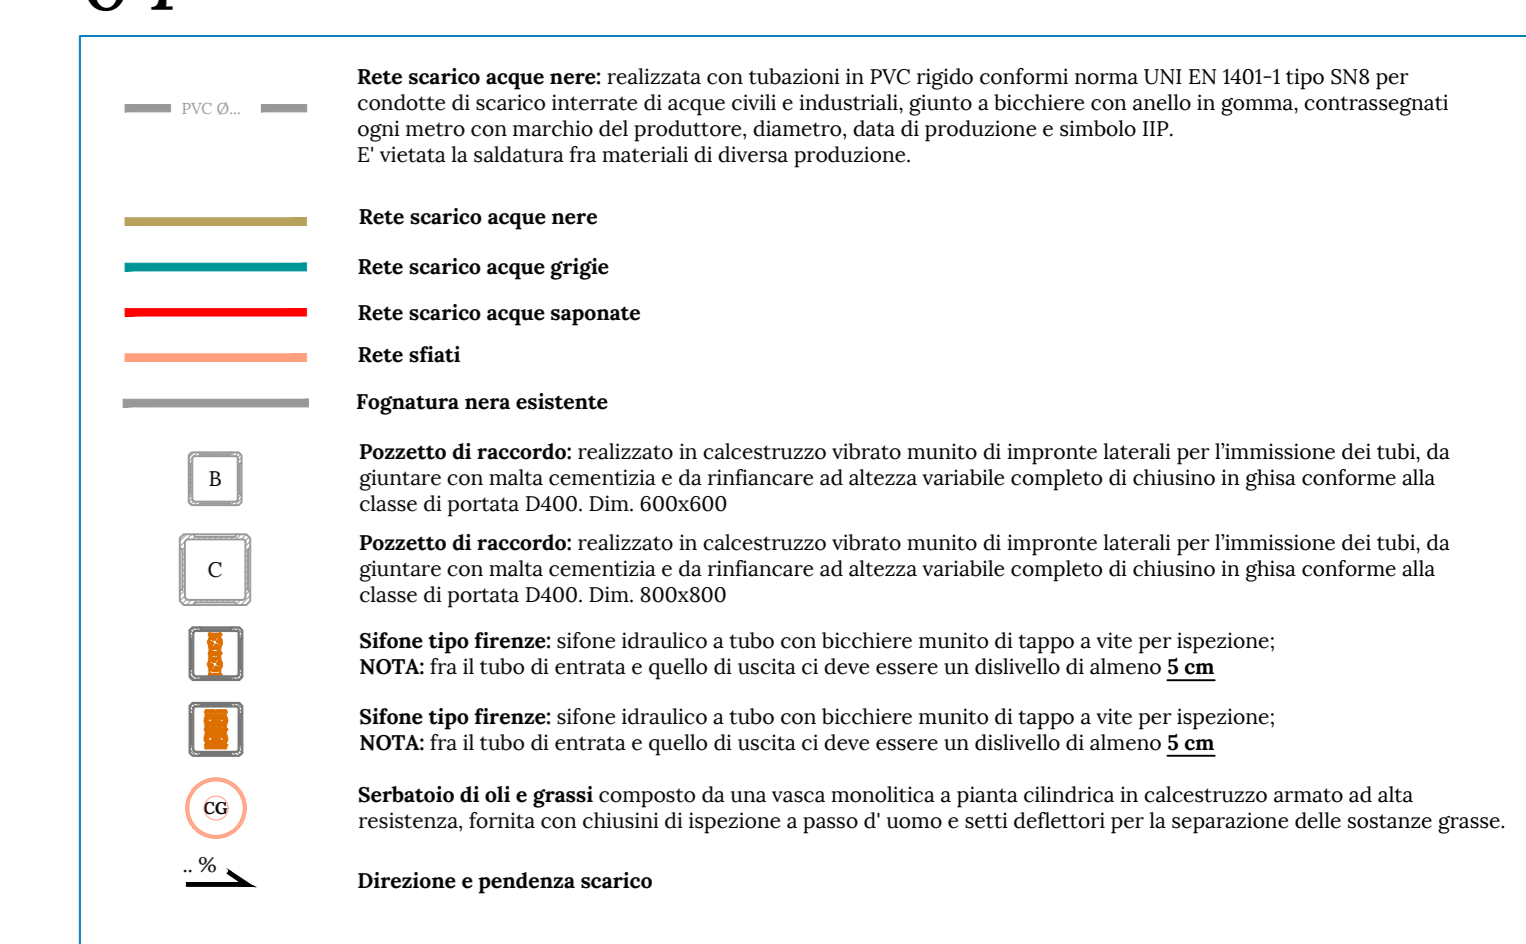 Rete scarico acque nere: realizzata con tubazioni in PVC rigido conformi norma UNI EN 1401-1 tipo SN8 per
PVC Ø...
condotte di scarico interrate di acque civili e industriali, giunto a bicchiere con anello in gomma, contrassegnati
ogni metro con marchio del produttore, diametro, data di produzione e simbolo IIP.
E' vietata la saldatura fra materiali di diversa produzione.
Rete scarico acque nere
Rete scarico acque grigie
Rete scarico acque saponate
Rete sfiati
Fognatura nera esistente
B
Pozzetto di raccordo: realizzato in calcestruzzo vibrato munito di impronte laterali per l’immissione dei tubi, da
giuntare con malta cementizia e da rinfiancare ad altezza variabile completo di chiusino in ghisa conforme alla
classe di portata D400. Dim. 600x600
C
Pozzetto di raccordo: realizzato in calcestruzzo vibrato munito di impronte laterali per l’immissione dei tubi, da
giuntare con malta cementizia e da rinfiancare ad altezza variabile completo di chiusino in ghisa conforme alla
classe di portata D400. Dim. 800x800
Sifone tipo firenze: sifone idraulico a tubo con bicchiere munito di tappo a vite per ispezione;
NOTA: fra il tubo di entrata e quello di uscita ci deve essere un dislivello di almeno 5 cm
Sifone tipo firenze: sifone idraulico a tubo con bicchiere munito di tappo a vite per ispezione;
NOTA: fra il tubo di entrata e quello di uscita ci deve essere un dislivello di almeno 5 cm
CG
Serbatoio di oli e grassi composto da una vasca monolitica a pianta cilindrica in calcestruzzo armato ad alta
resistenza, fornita con chiusini di ispezione a passo d' uomo e setti deflettori per la separazione delle sostanze grasse.
.. %
Direzione e pendenza scarico